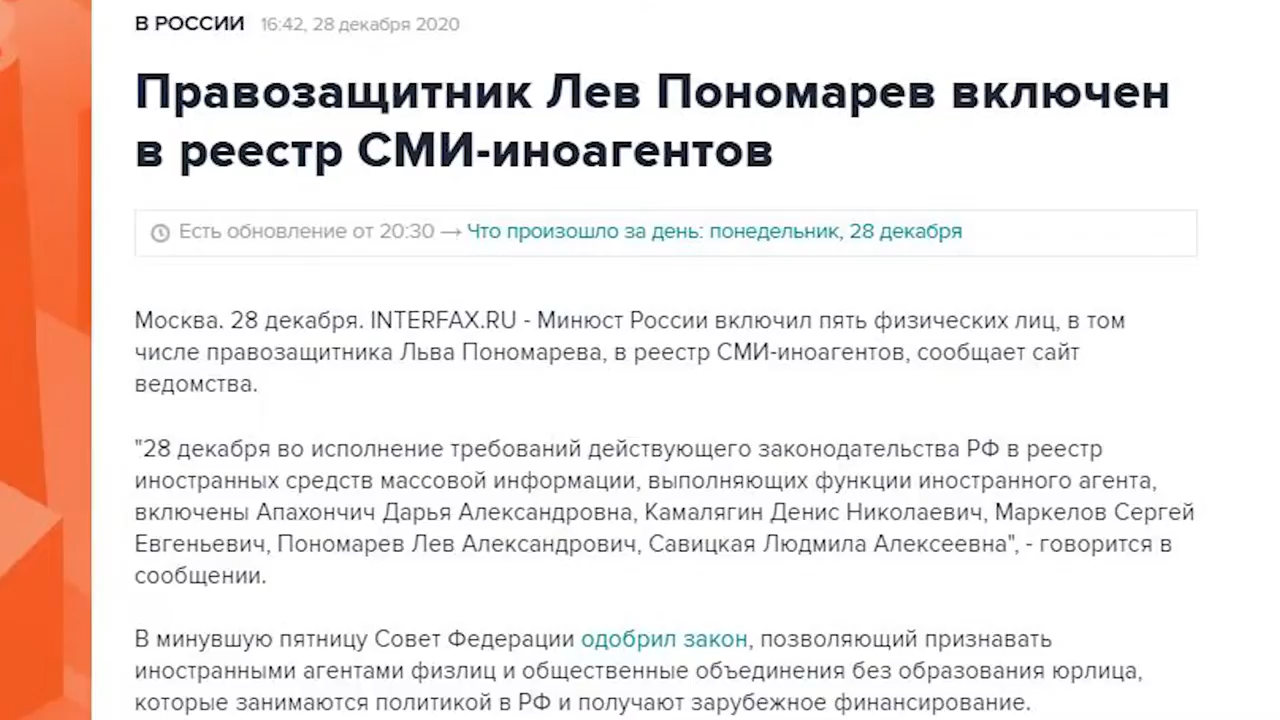 В РОССИИ 16:42, 28 декабря 2020
Правозащитник Лев Пономарев включен
в реестр СМИ-иноагентов
Есть обновление от 20:30 → Что произошло за день: понедельник, 28 декабря
Москва. 28 декабря. INTERFAX.RU - Минюст России включил пять физических лиц, в том
числе правозащитника Льва Пономарева, в реестр СМИ-иноагентов, сообщает сайт
ведомства.
"28 декабря во исполнение требований действующего законодательства РФ в реестр
иностранных средств массовой информации, выполняющих функции иностранного агента,
включены Апахончич Дарья Александровна, Камалягин Денис Николаевич, Маркелов Сергей
Евгеньевич, Пономарев Лев Александрович, Савицкая Людмила Алексеевна", - говорится в
сообщении.
В минувшую пятницу Совет Федерации одобрил закон, позволяющий признавать
иностранными агентами физлиц и общественные объединения без образования юрлица,
которые занимаются политикой в РФ и получают зарубежное финансирование.